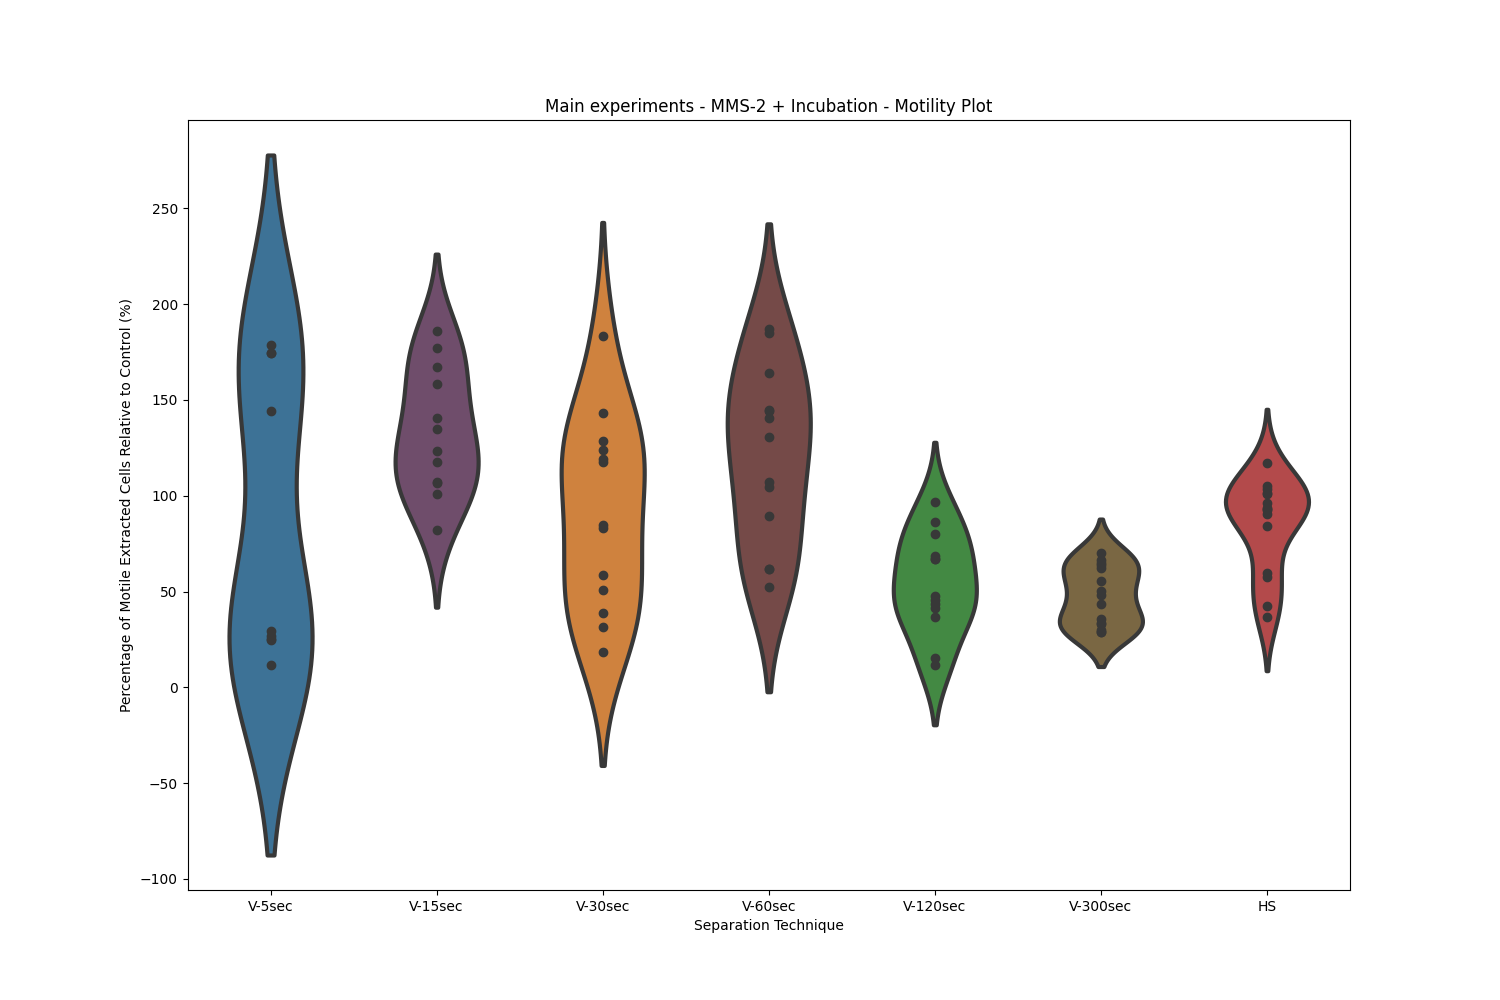 Main experiments - MMS-2 + Incubation - Motility Plot
Percentage of Motile Extracted Cells Relative to Control (%)
250
200
150
100
50
0
−50
−100
V-5sec
V-15sec
V-30sec
V-60sec
V-120sec
V-300sec
HS
Separation Technique